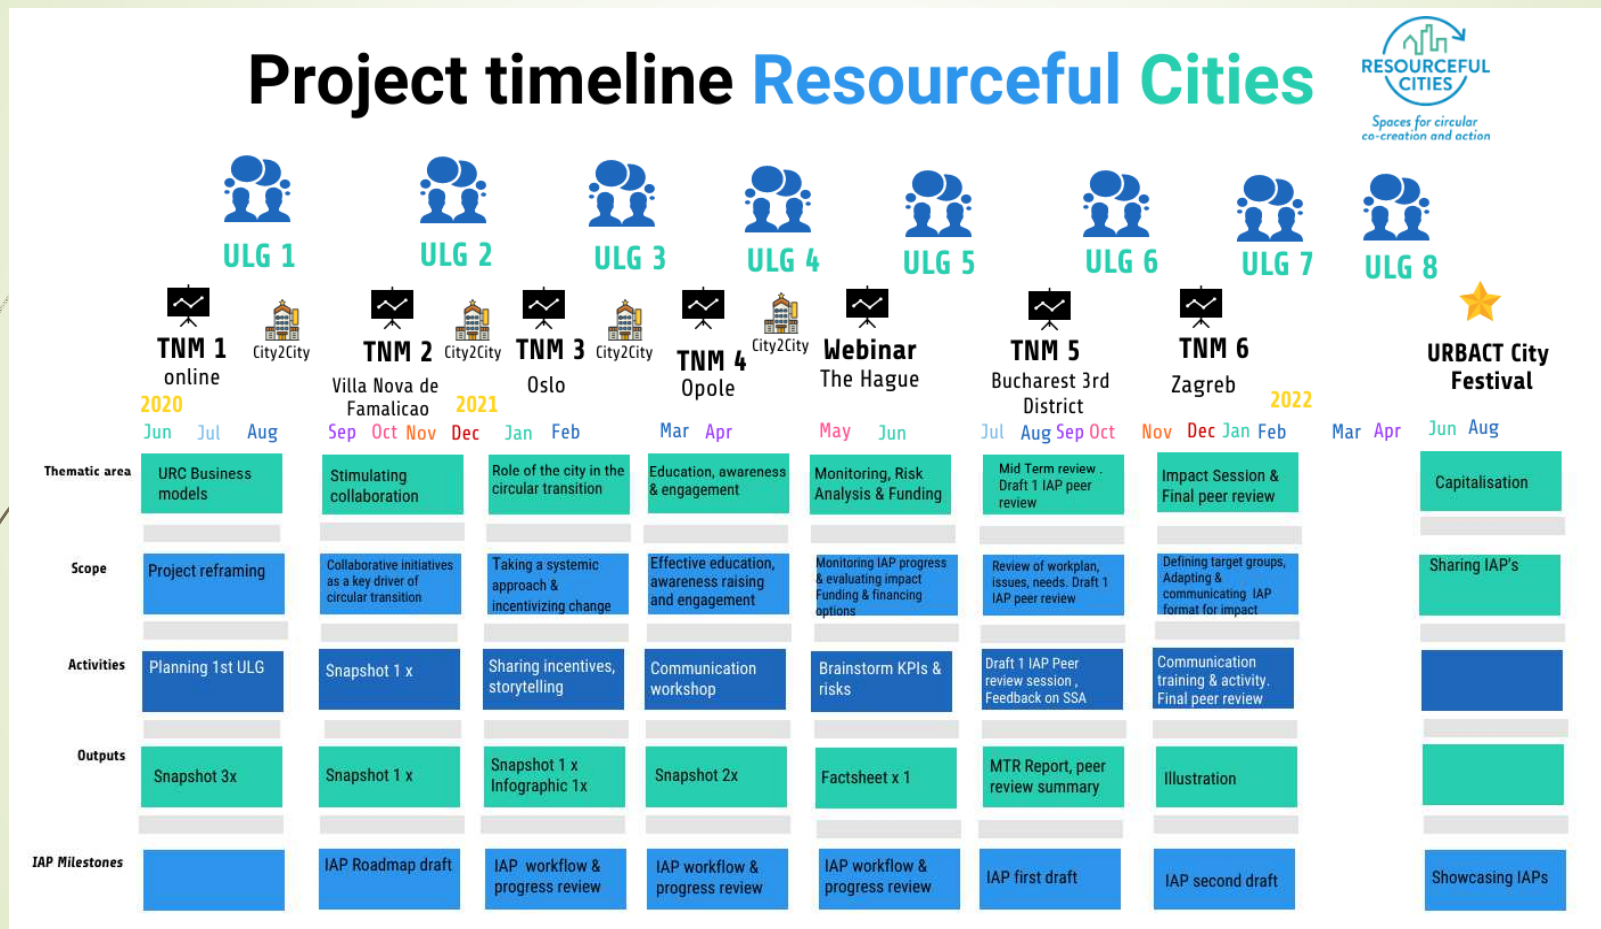 Project timeline Resourceful Cities
RESOURCEFUL
CITIES
Spaces for circular
co-creation and action
ULG 1
ULG 2
ULG 3
ULG 4
ULG 5
ULG 6
ULG 7
ULG 8
TNM 1
online
City2City
TNM 2
Villa Nova de
Famalicao
City2City
TNM 3
Oslo
City2City
TNM 4
Opole
City2City
Webinar
The Hague
TNM 5
Bucharest 3rd
District
TNM 6
Zagreb
URBACT City
Festival
2020
2021
2022
Jun Jul Aug
Sep Oct Nov Dec
Jan Feb
Mar Apr
May Jun
Jul Aug Sep Oct
Nov Dec Jan Feb
Mar Apr
Jun Aug
Thematic area
URC Business
models
Stimulating
collaboration
Role of the city in the
circular transition
Education, awareness
& engagement
Monitoring, Risk
Analysis & Funding
Mid Term review .
Draft 1 IAP peer
review
Impact Session &
Final peer review
Capitalisation
Scope
Project reframing
Collaborative initiatives
as a key driver of
circular transition
Taking a systemic
approach &
incentivizing change
Effective education,
awareness raising
and engagement
Monitoring IAP progress
& evaluating impact
Funding & financing
options
Review of workplan,
issues, needs. Draft 1
IAP peer review
Defining target groups,
Adapting &
communicating IAP
format for impact
Sharing IAP's
Activities
Planning 1st ULG
Snapshot 1 x
Sharing incentives,
storytelling
Communication
workshop
Brainstorm KPIs &
risks
Draft 1 IAP Peer
review session ,
Feedback on SSA
Communication
training & activity.
Final peer review
Outputs
Snapshot 3x
Snapshot 1 x
Snapshot 1 x
Infographic 1x
Snapshot 2x
Factsheet x 1
MTR Report, peer
review summary
Illustration
IAP Milestones
IAP Roadmap draft
IAP workflow &
progress review
IAP workflow &
progress review
IAP workflow &
progress review
IAP first draft
IAP second draft
Showcasing IAPs